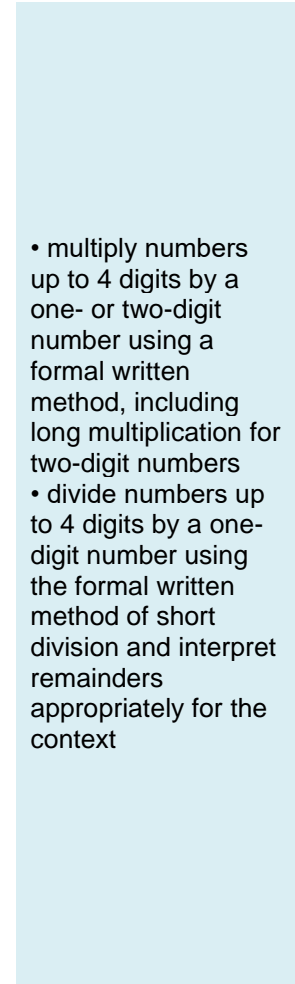 • multiply numbers
up to 4 digits by a
one- or two-digit
number using a
formal written
method, including
long multiplication for
two-digit numbers
• divide numbers up
to 4 digits by a one-
digit number using
the formal written
method of short
division and interpret
remainders
appropriately for the
context